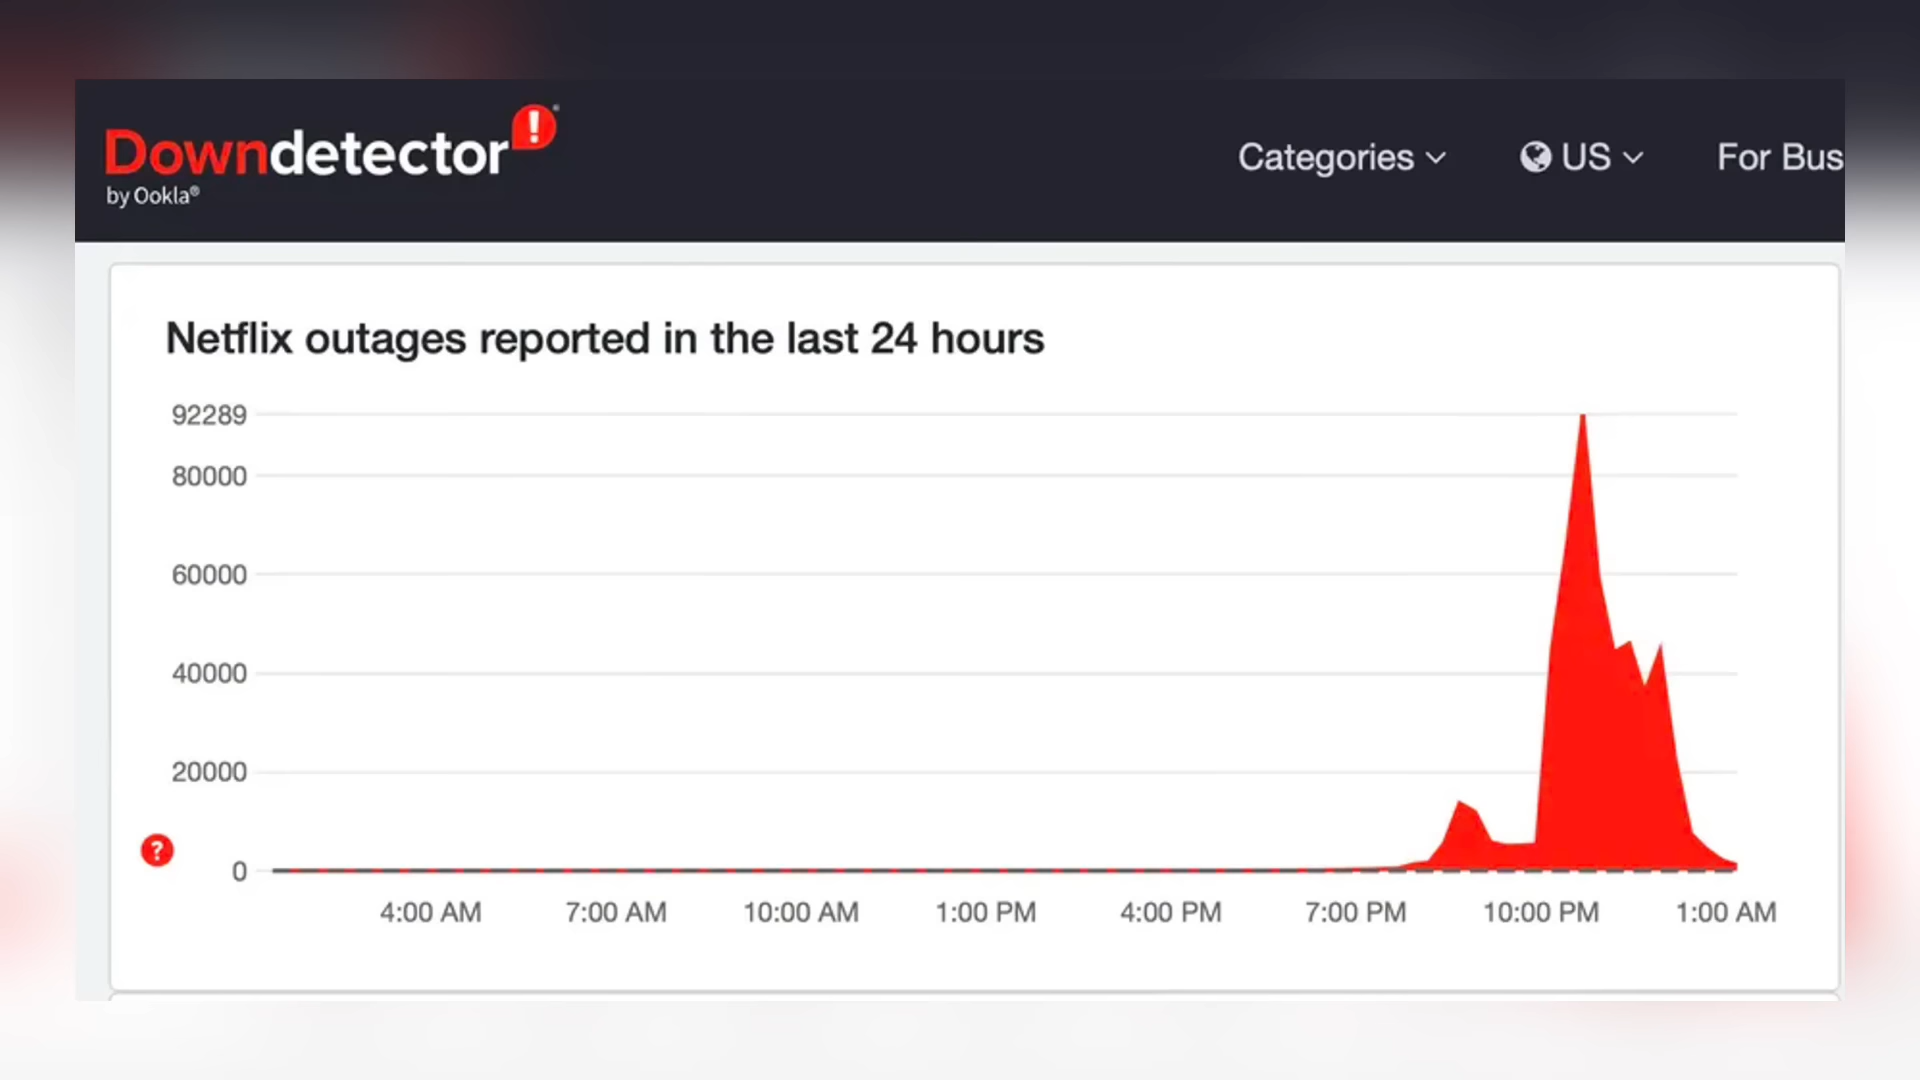 Downdetector!
by Ookla®
Categories
US
For Bus
Netflix outages reported in the last 24 hours
92289
80000
60000
40000
20000
?
0
4:00 AM 7:00 AM 10:00 AM 1:00 PM 4:00 PM 7:00 PM 10:00 PM 1:00 AM